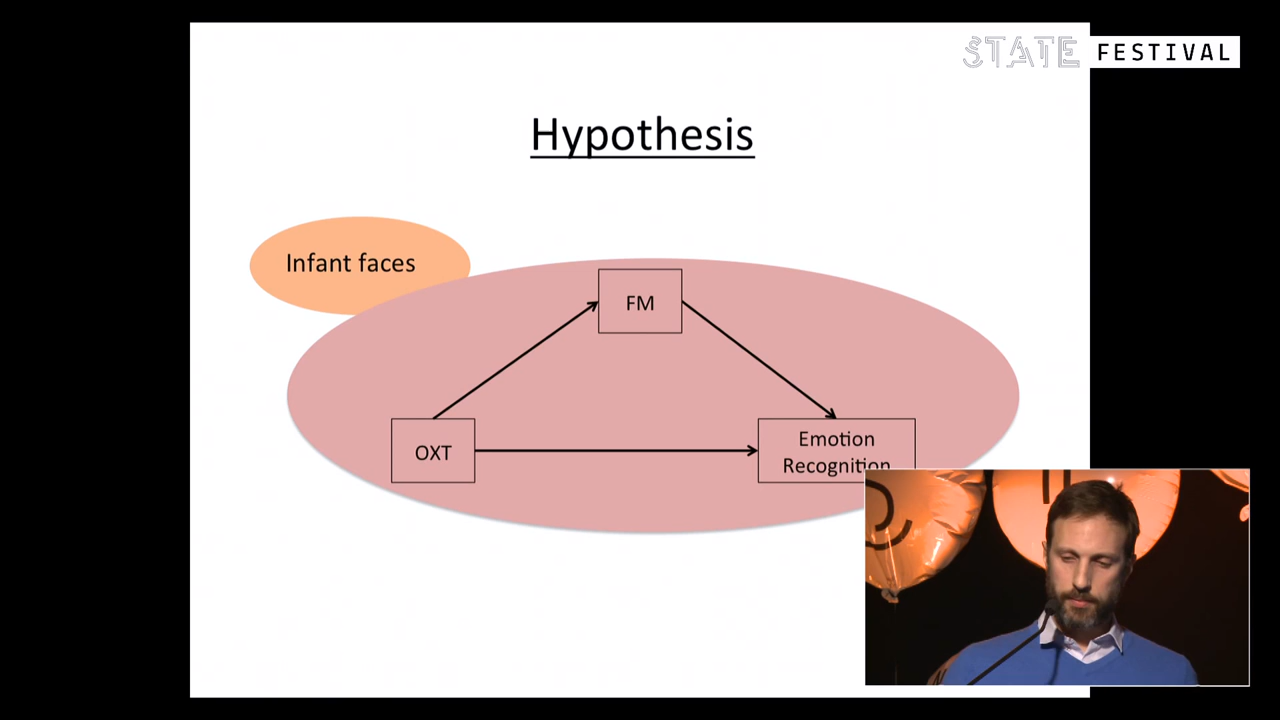 STATE FESTIVAL
Hypothesis
Infant faces
FM
OXT
Emotion
Recognition